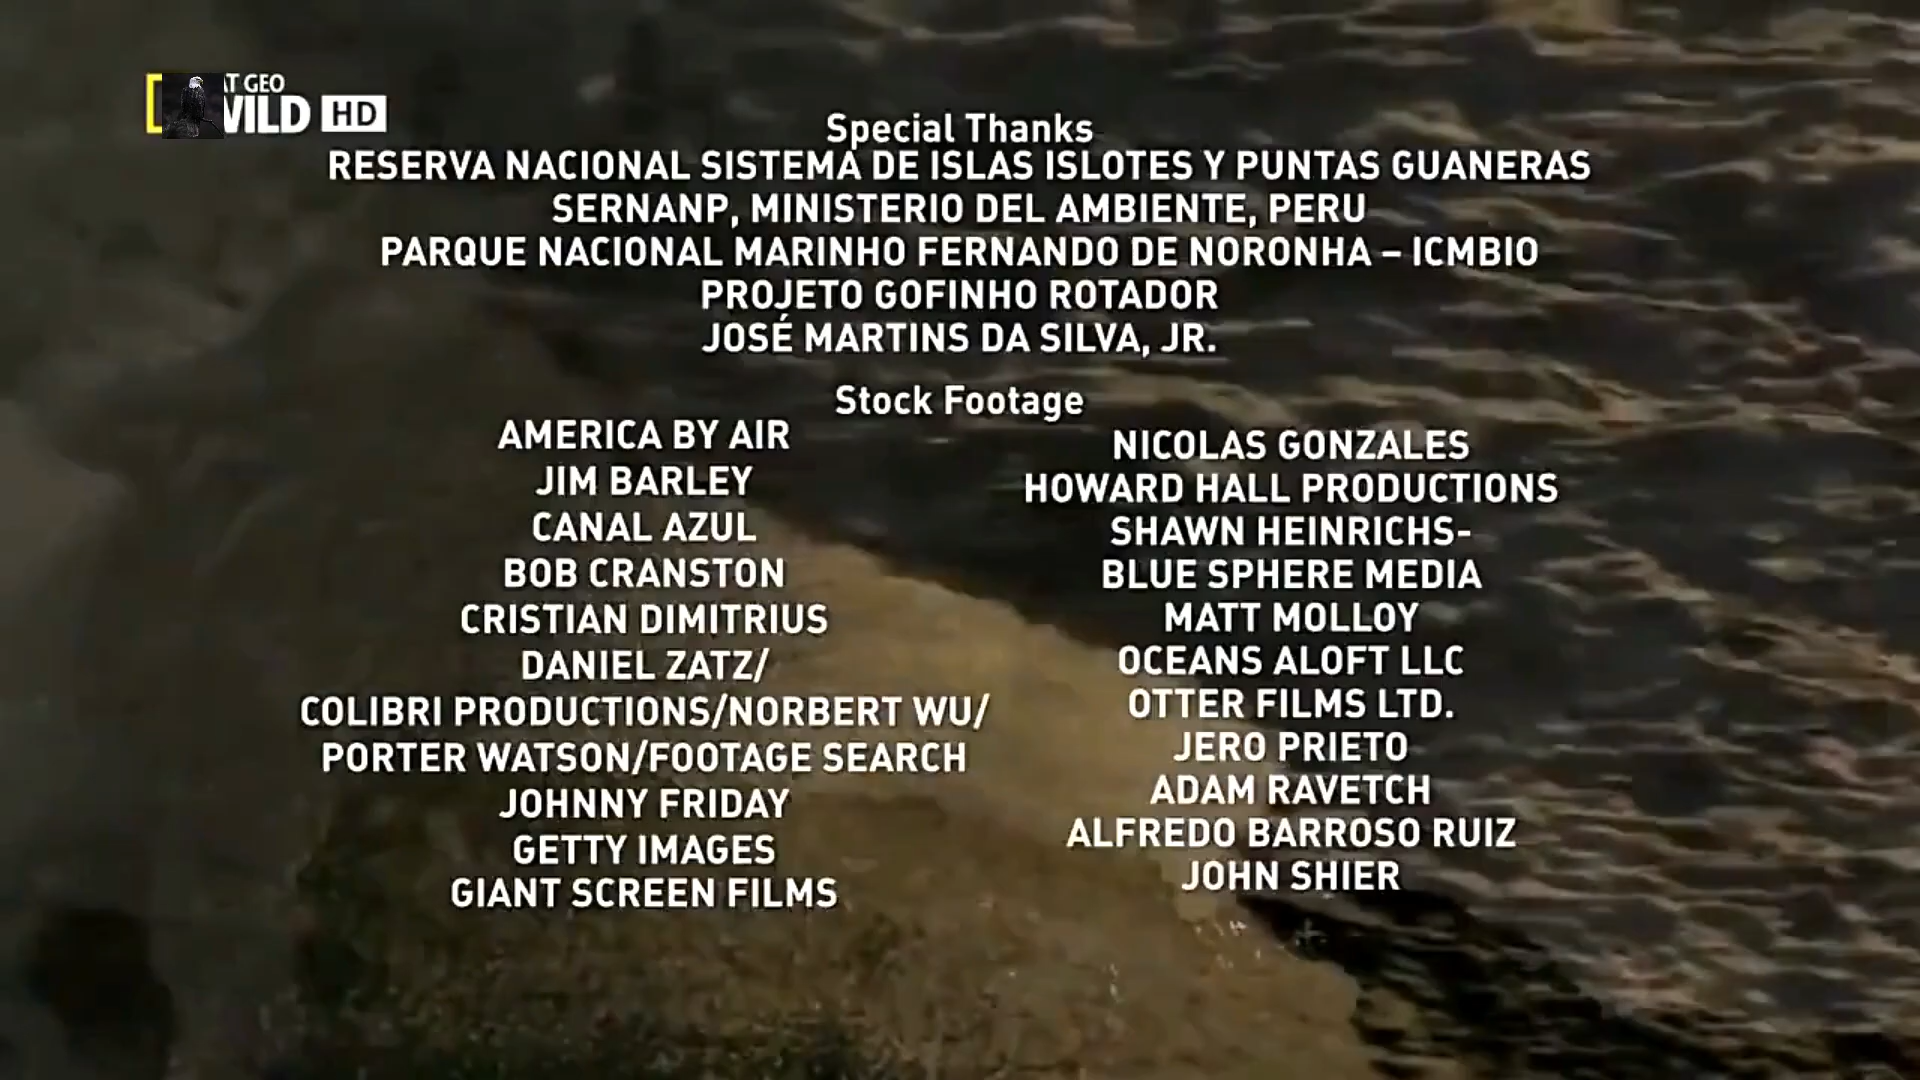 AT GEO
WILD HD
Special Thanks
RESERVA NACIONAL SISTEMA DE ISLAS ISLOTES Y PUNTAS GUANERAS
SERNANP, MINISTERIO DEL AMBIENTE, PERU
PARQUE NACIONAL MARINHO FERNANDO DE NORONHA – ICMBIO
PROJETO GOFINHO ROTADOR
JOSÉ MARTINS DA SILVA, JR.
Stock Footage
AMERICA BY AIR
JIM BARLEY
CANAL AZUL
BOB CRANSTON
CRISTIAN DIMITRIUS
DANIEL ZATZ/
COLIBRI PRODUCTIONS/NORBERT WU/
PORTER WATSON/FOOTAGE SEARCH
JOHNNY FRIDAY
GETTY IMAGES
GIANT SCREEN FILMS
NICOLAS GONZALES
HOWARD HALL PRODUCTIONS
SHAWN HEINRICHS-
BLUE SPHERE MEDIA
MATT MOLLOY
OCEANS ALOFT LLC
OTTER FILMS LTD.
JERO PRIETO
ADAM RAVETCH
ALFREDO BARROSO RUIZ
JOHN SHIER